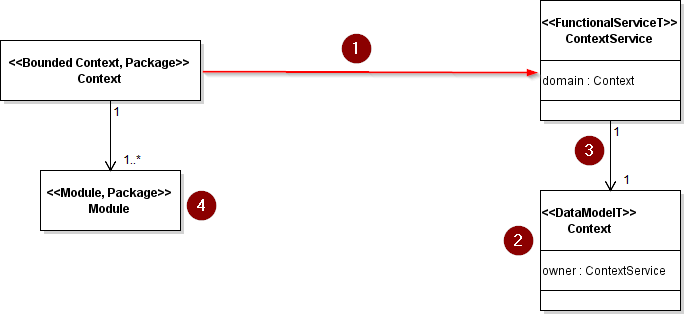 <<FunctionalServiceT>>
ContextService
domain : Context
1
<<Bounded Context, Package>>
Context
1
1..*
<<Module, Package>>
Module
4
1
3
1
<<DataModelT>>
Context
2
owner : ContextService